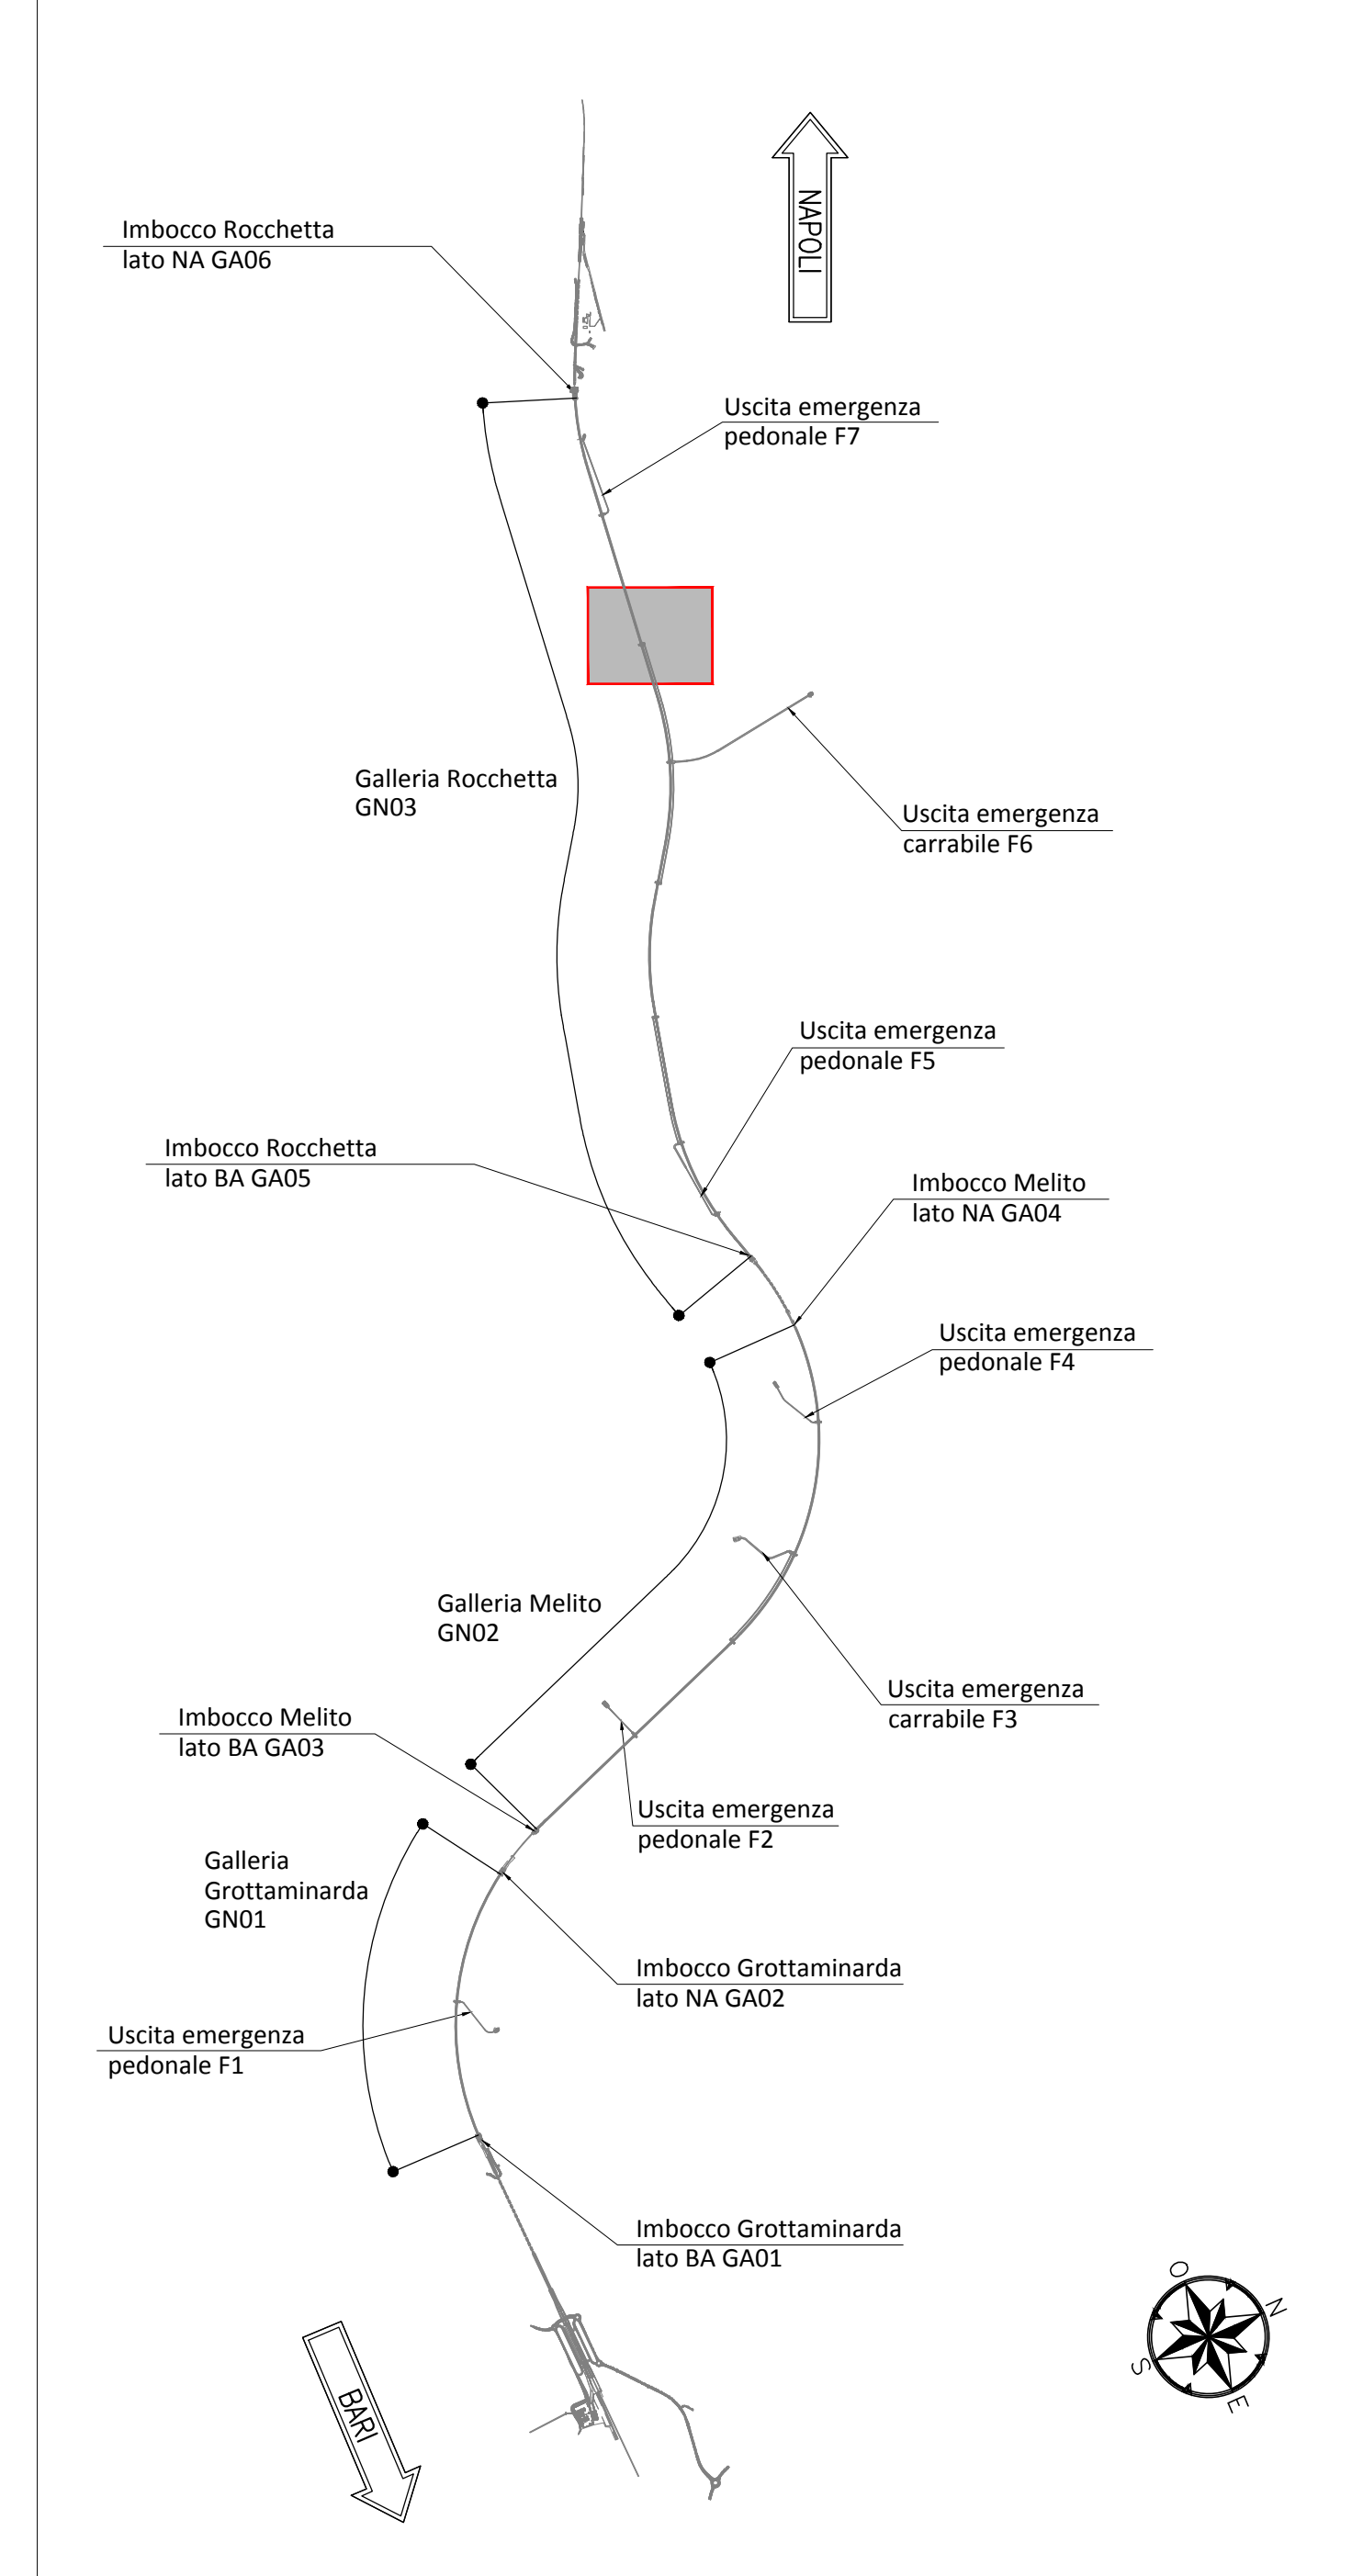 NAPOLI
Imbocco Rocchetta
lato NA GA06
Uscita emergenza
pedonale F7
Galleria Rocchetta
GN03
Uscita emergenza
carrabile F6
Uscita emergenza
pedonale F5
Imbocco Rocchetta
lato BA GA05
Imbocco Melito
lato NA GA04
Uscita emergenza
pedonale F4
Galleria Melito
GN02
Uscita emergenza
carrabile F3
Imbocco Melito
lato BA GA03
Uscita emergenza
pedonale F2
Galleria
Grottaminarda
GN01
Imbocco Grottaminarda
lato NA GA02
Uscita emergenza
pedonale F1
Imbocco Grottaminarda
lato BA GA01
BARI
O
N
S
E